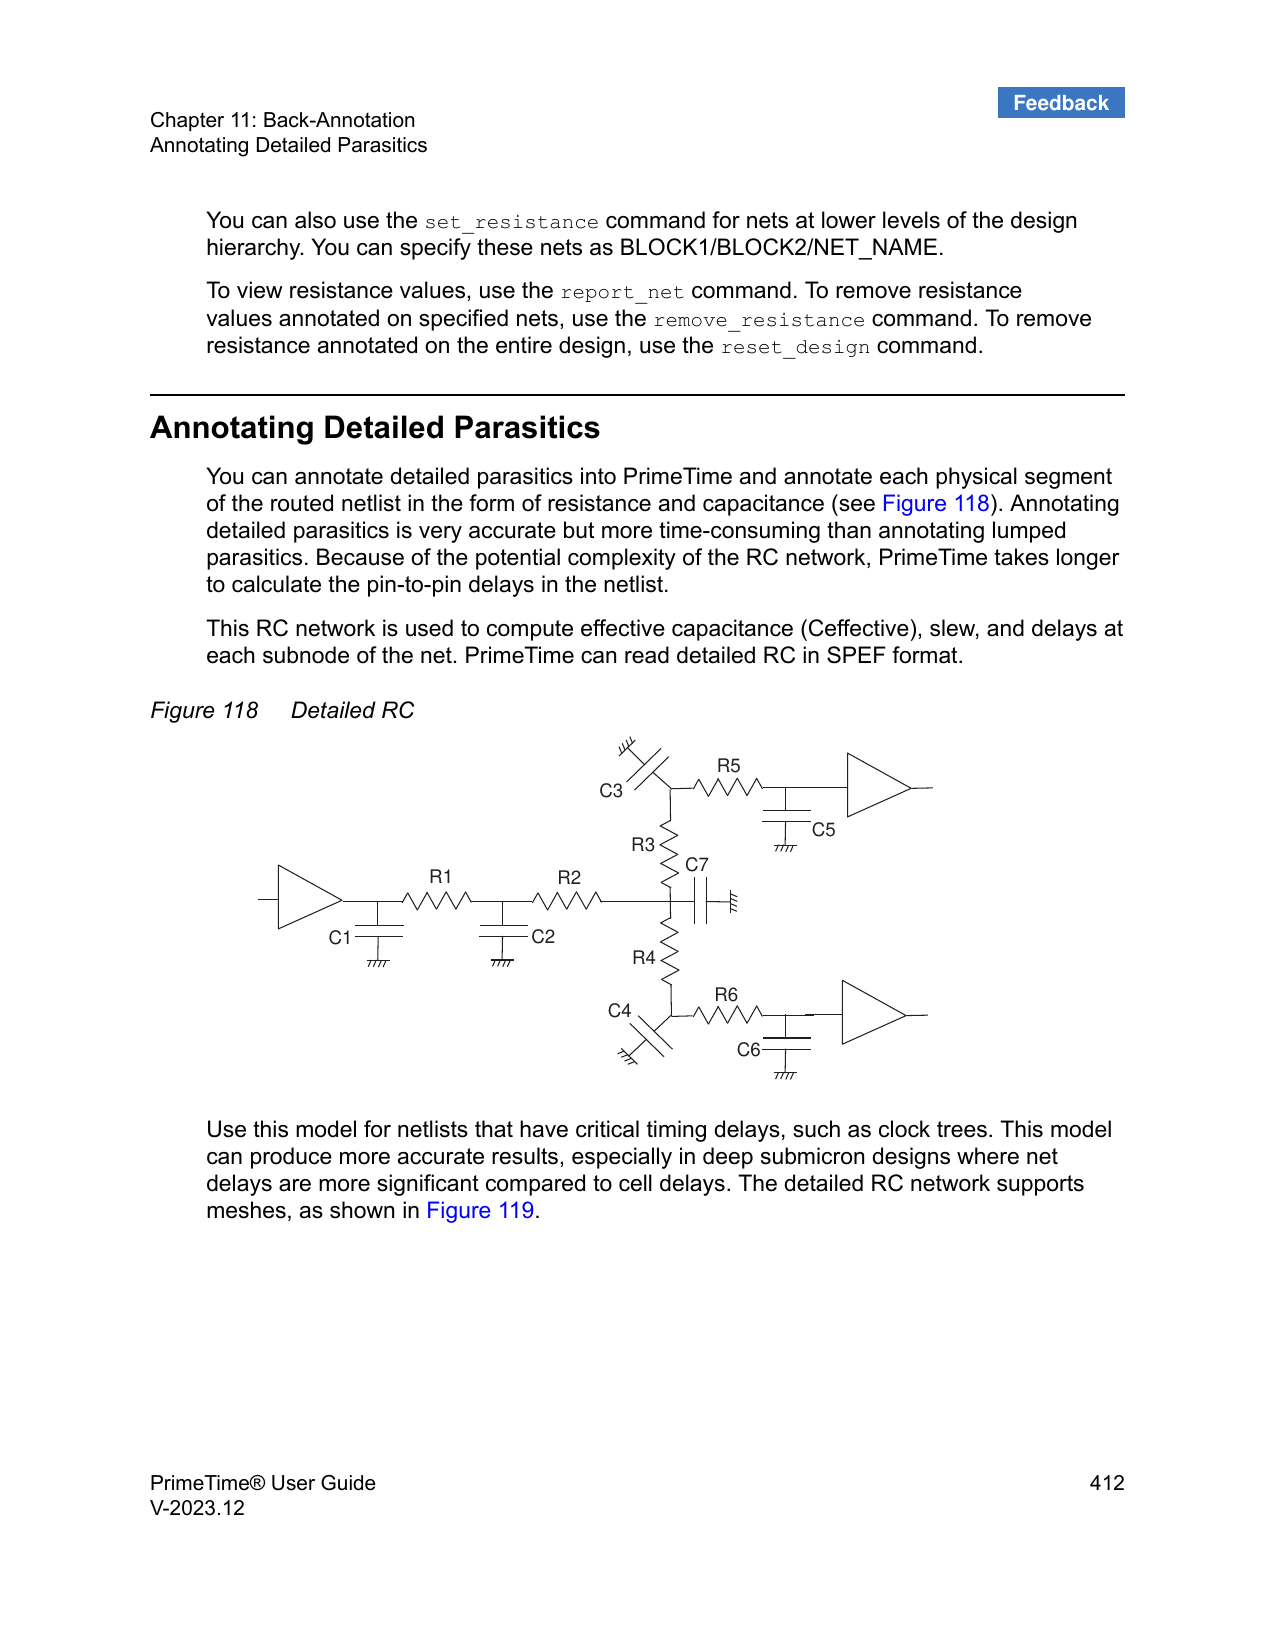 Feedback
Chapter 11: Back-Annotation
Annotating Detailed Parasitics
You can also use the set_resistance command for nets at lower levels of the design
hierarchy. You can specify these nets as BLOCK1/BLOCK2/NET_NAME.
To view resistance values, use the report_net command. To remove resistance
values annotated on specified nets, use the remove_resistance command. To remove
resistance annotated on the entire design, use the reset_design command.
Annotating Detailed Parasitics
You can annotate detailed parasitics into PrimeTime and annotate each physical segment
of the routed netlist in the form of resistance and capacitance (see Figure 118). Annotating
detailed parasitics is very accurate but more time-consuming than annotating lumped
parasitics. Because of the potential complexity of the RC network, PrimeTime takes longer
to calculate the pin-to-pin delays in the netlist.
This RC network is used to compute effective capacitance (Ceffective), slew, and delays at
each subnode of the net. PrimeTime can read detailed RC in SPEF format.
Figure 118 Detailed RC
R5
C3
C5
R3
C7
R1
R2
C1
C2
R4
R6
C4
C6
Use this model for netlists that have critical timing delays, such as clock trees. This model
can produce more accurate results, especially in deep submicron designs where net
delays are more significant compared to cell delays. The detailed RC network supports
meshes, as shown in Figure 119.
PrimeTime® User Guide 412
V-2023.12